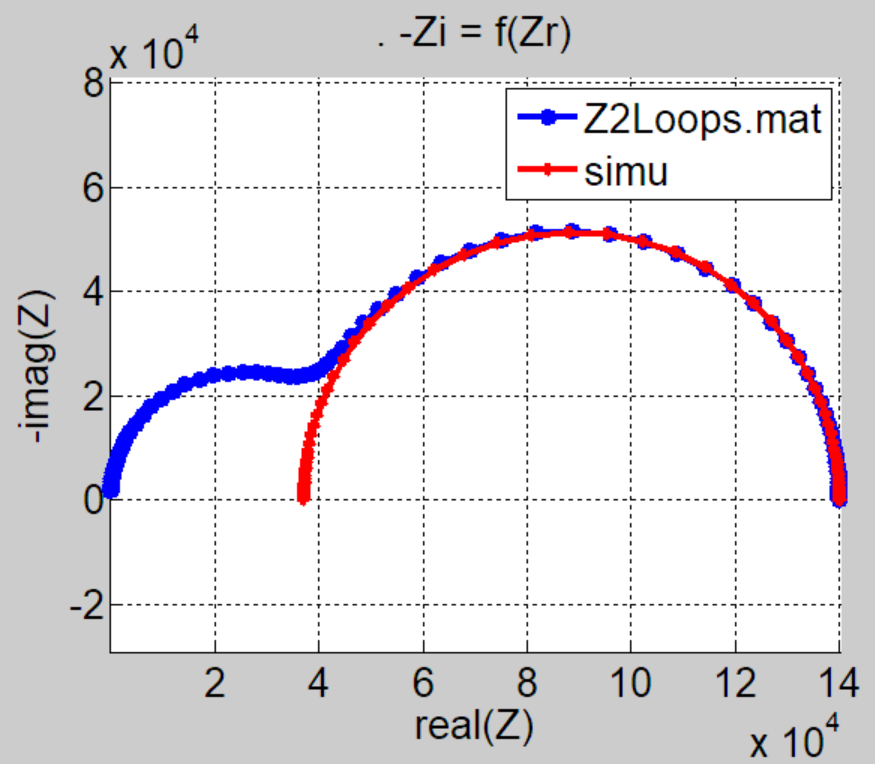 . -Zi = f(Zr)
x 10^4
8
6
4
2
0
-2
-imag(Z)
Z2Loops.mat
simu
2 4 6 8 10 12 14
real(Z)
x 10^4